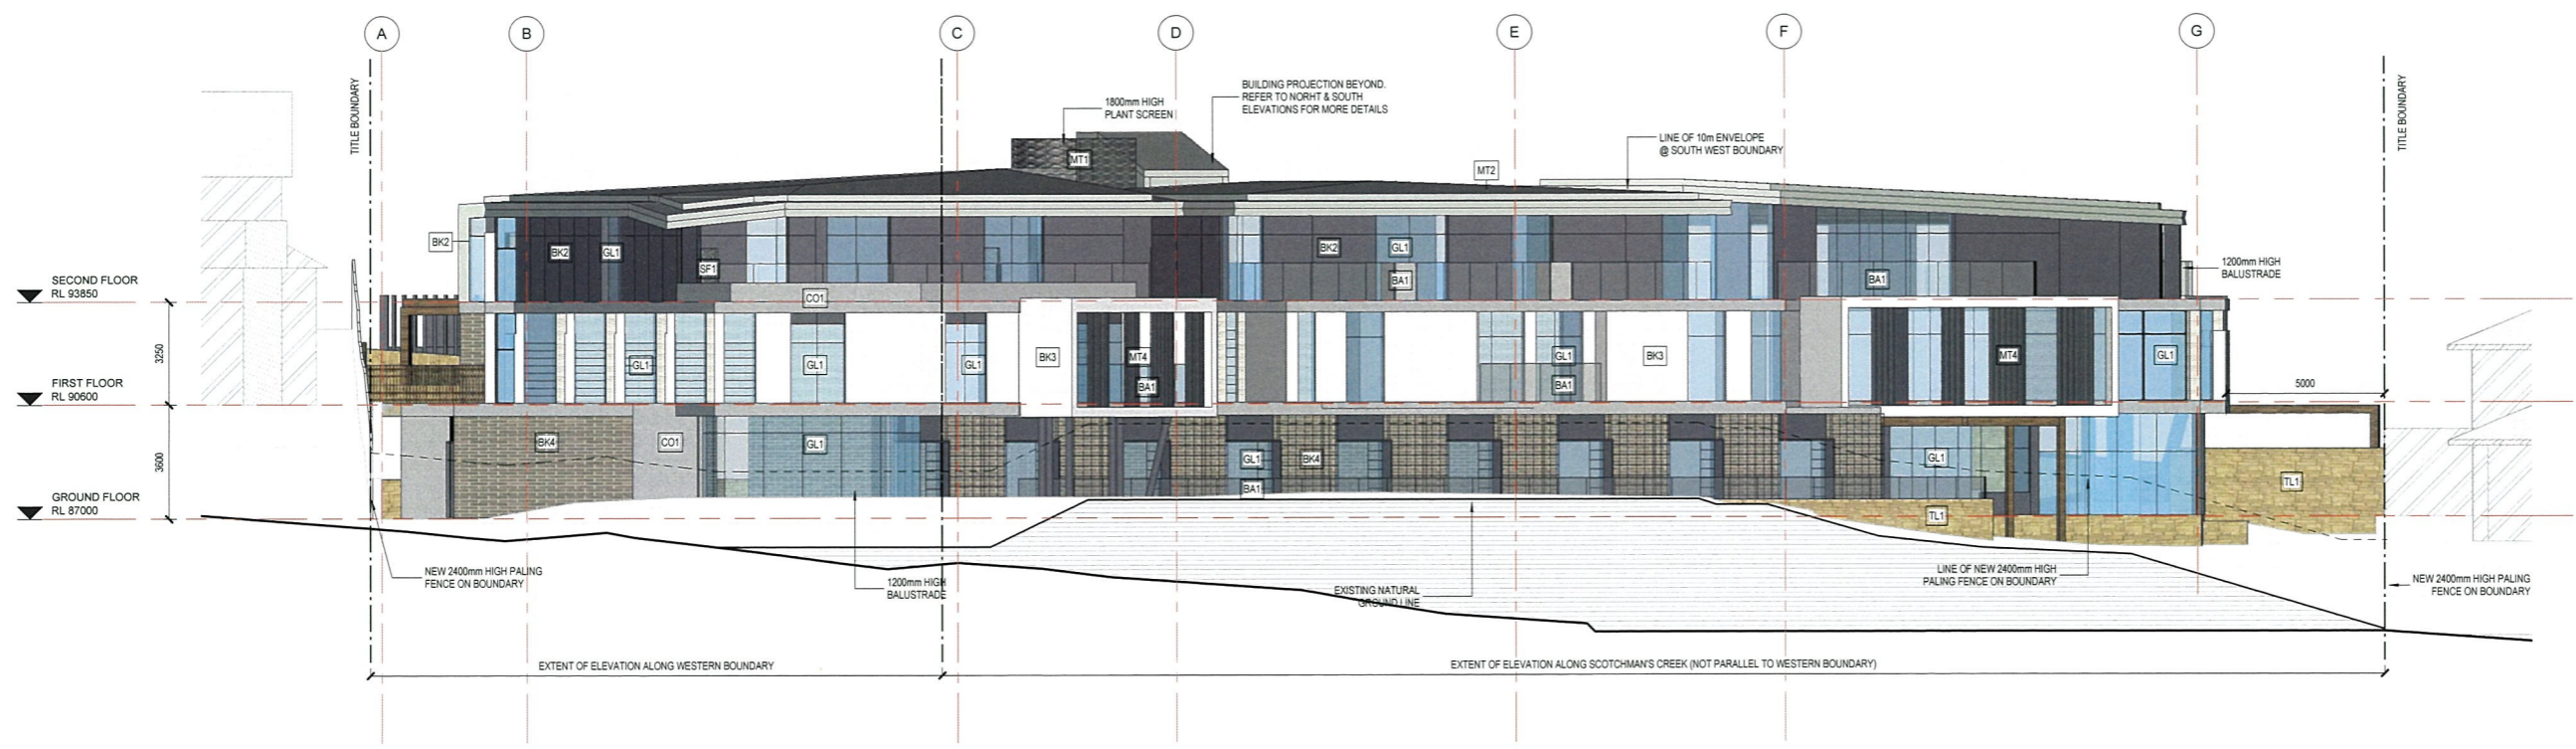 A
B
C
D
E
F
G
TITLE BOUNDARY
TITLE BOUNDARY
1800mm HIGH
PLANT SCREEN
BUILDING PROJECTION BEYOND.
REFER TO NORHT & SOUTH
ELEVATIONS FOR MORE DETAILS
LINE OF 10m ENVELOPE
@ SOUTH WEST BOUNDARY
MT1
MT2
BK2
BK2
GL1
SF1
BK2
GL1
BA1
BA1
1200mm HIGH
BALUSTRADE
SECOND FLOOR
RL 93850
CO1
3250
GL1
GL1
GL1
BK3
MT4
BA1
GL1
BA1
BK3
MT4
GL1
FIRST FLOOR
RL 90600
5000
3600
BK4
CO1
GL1
GL1
BK4
BA1
GL1
TL1
TL1
GROUND FLOOR
RL 87000
NEW 2400mm HIGH PALING
FENCE ON BOUNDARY
1200mm HIGH
BALUSTRADE
EXISTING NATURAL
GROUND LINE
LINE OF NEW 2400mm HIGH
PALING FENCE ON BOUNDARY
NEW 2400mm HIGH PALING
FENCE ON BOUNDARY
EXTENT OF ELEVATION ALONG WESTERN BOUNDARY
EXTENT OF ELEVATION ALONG SCOTCHMAN'S CREEK (NOT PARALLEL TO WESTERN BOUNDARY)